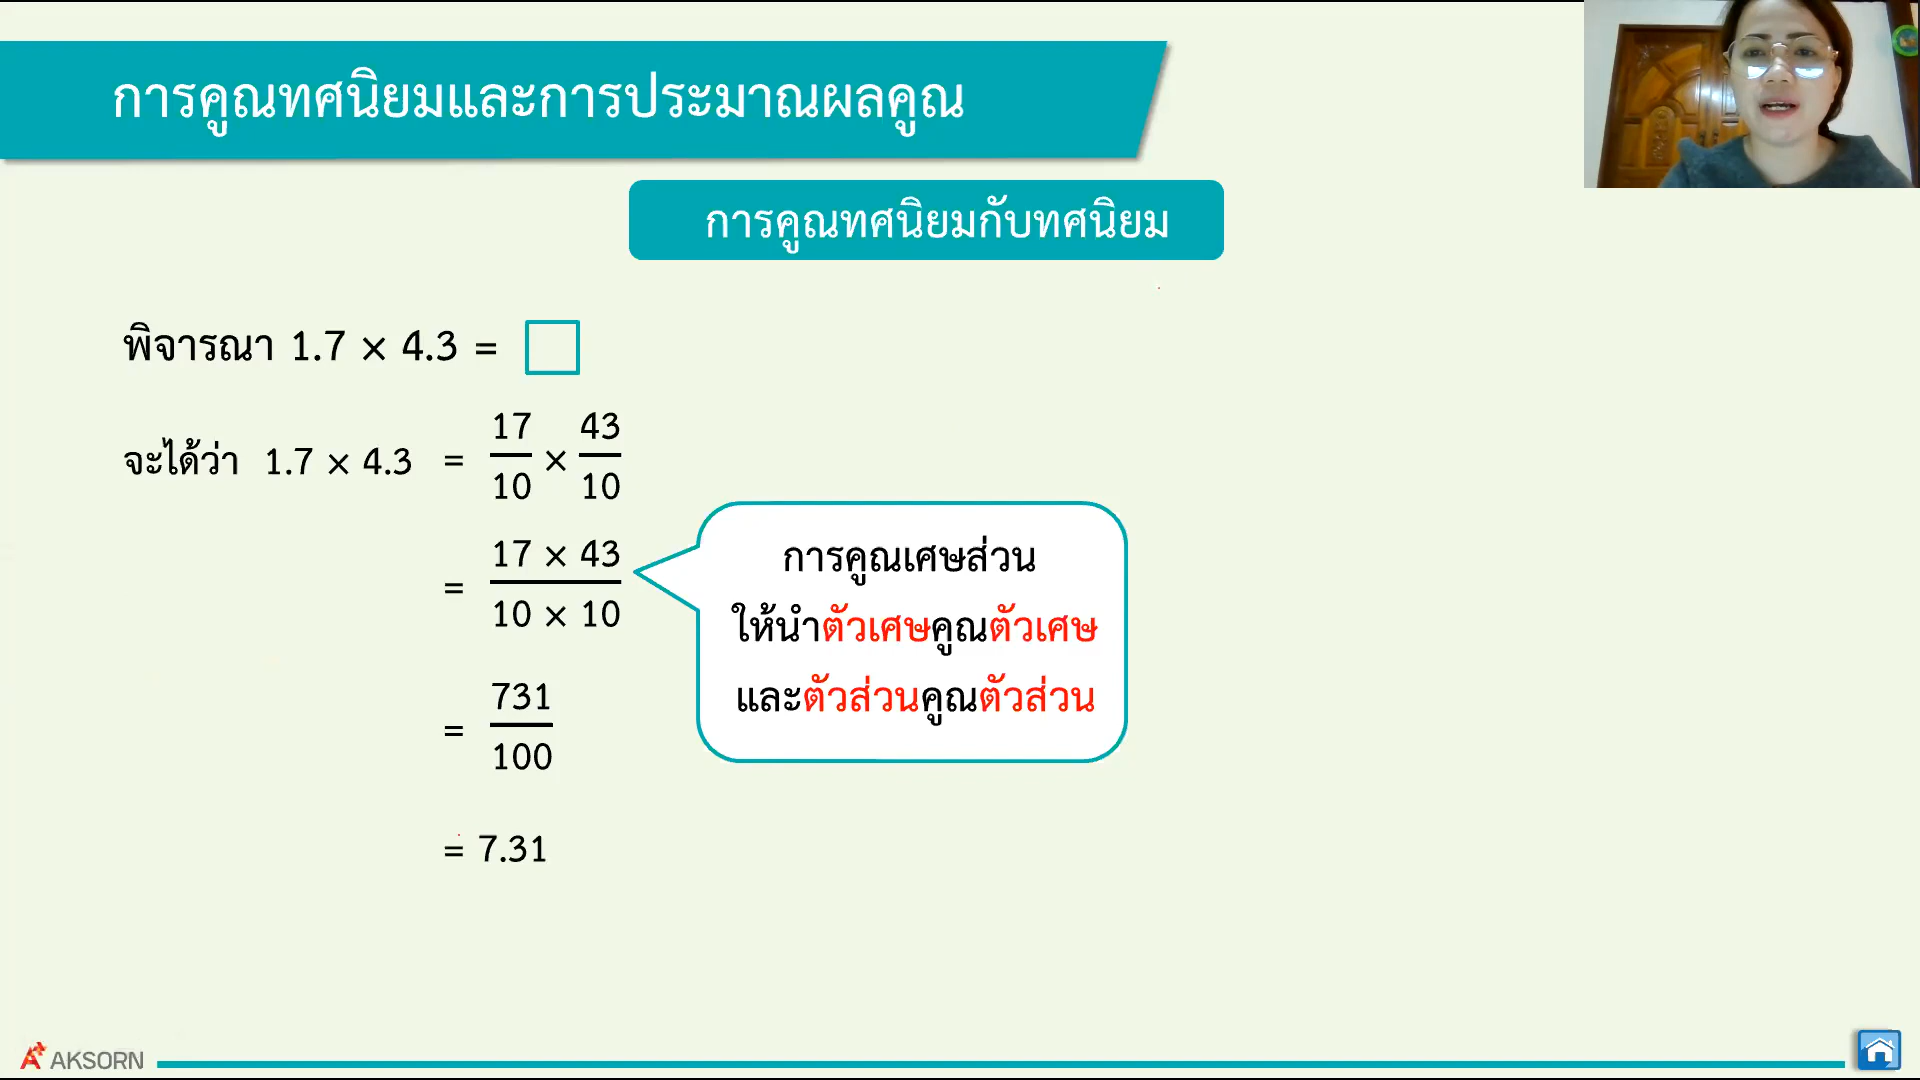 การคูณทศนิยมและการประมาณผลคูณ
การคูณทศนิยมกับทศนิยม
พิจารณา 1.7 × 4.3 = □
จะได้ว่า 1.7 × 4.3 = 17/10 × 43/10
= 17 × 43 / 10 × 10
การคูณเศษส่วน
ให้นำตัวเศษคูณตัวเศษ
และตัวส่วนคูณตัวส่วน
= 731/100
= 7.31
AKSORN